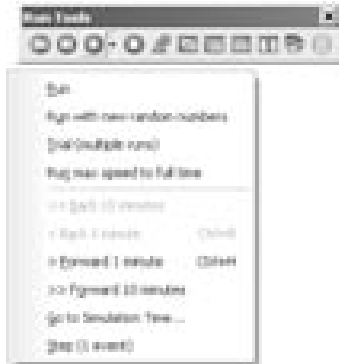 Run Tools
Run
Run with new random numbers
Trial (multiple runs)
Run max speed to full time
<< Back 10 minutes
< Back 1 minute
> Forward 1 minute
>> Forward 10 minutes
Go to Simulation Time ...
Step (1 event)